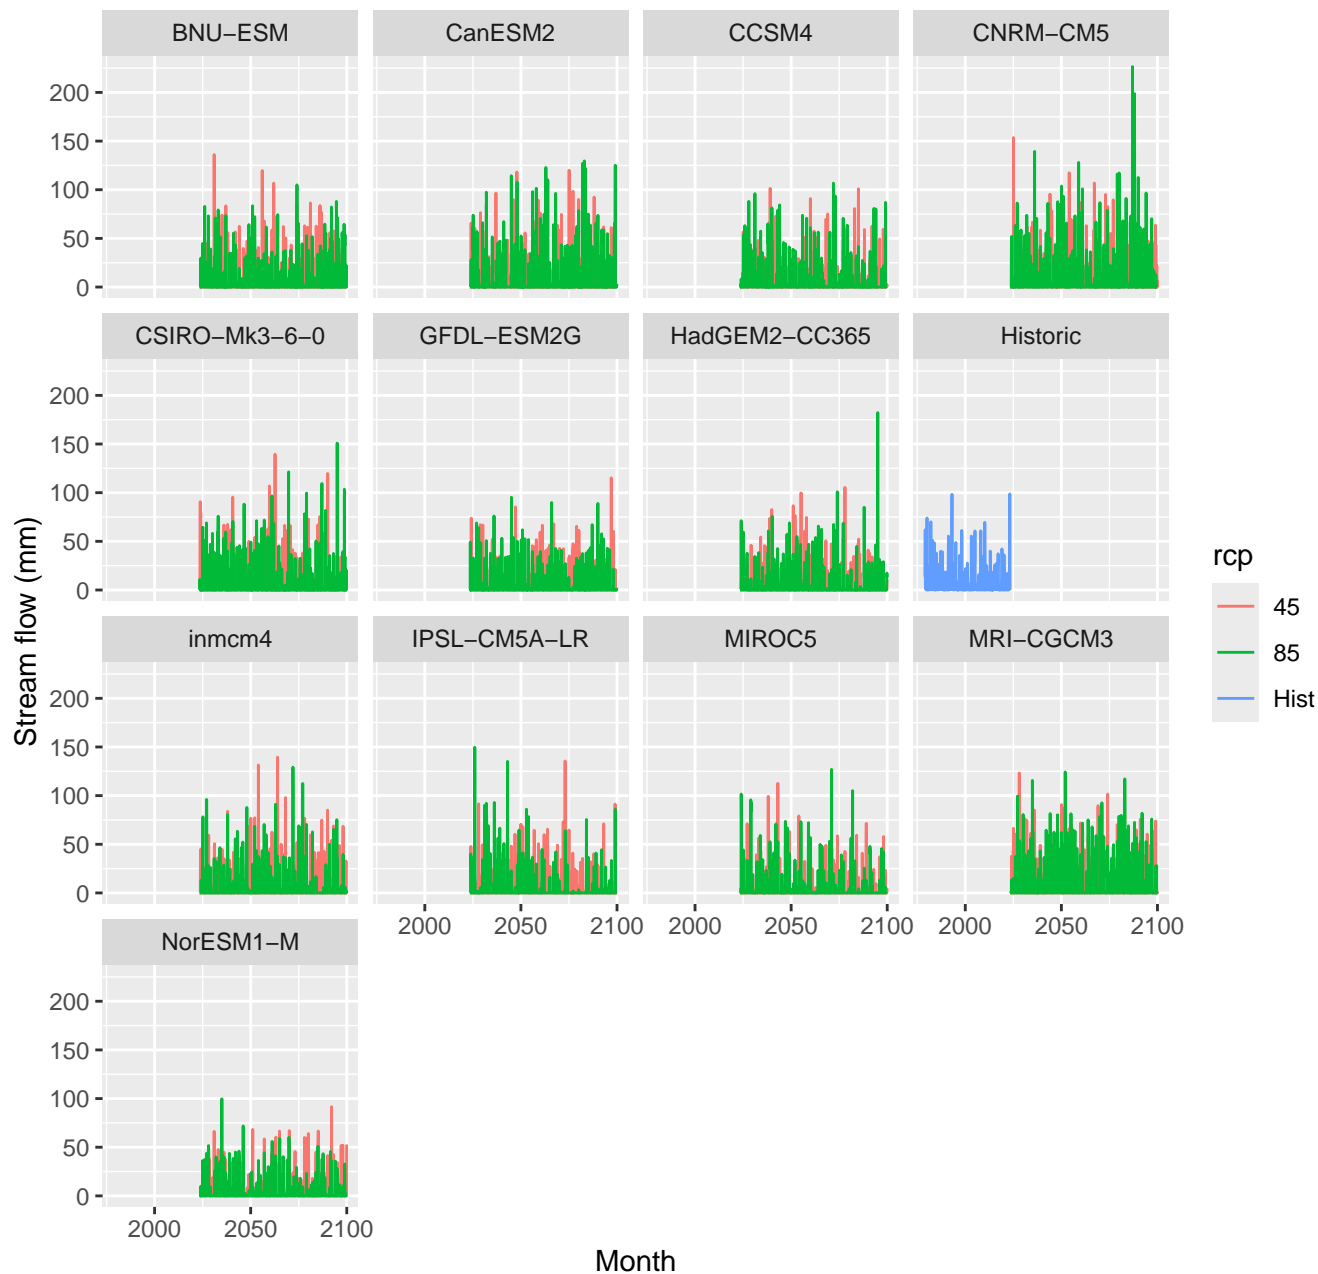 BNU−ESM CanESM2 CCSM4 CNRM−CM5
200
150
100
50
0
CSIRO−Mk3−6−0 GFDL−ESM2G HadGEM2−CC365 Historic
200
150
100
50
0
inmcm4 IPSL−CM5A−LR MIROC5 MRI−CGCM3
200
150
100
50
0
2000 2050 2100 2000 2050 2100 2000 2050 2100
NorESM1−M
200
150
100
50
0
2000 2050 2100
Month
Stream flow (mm)
rcp
45
85
Hist